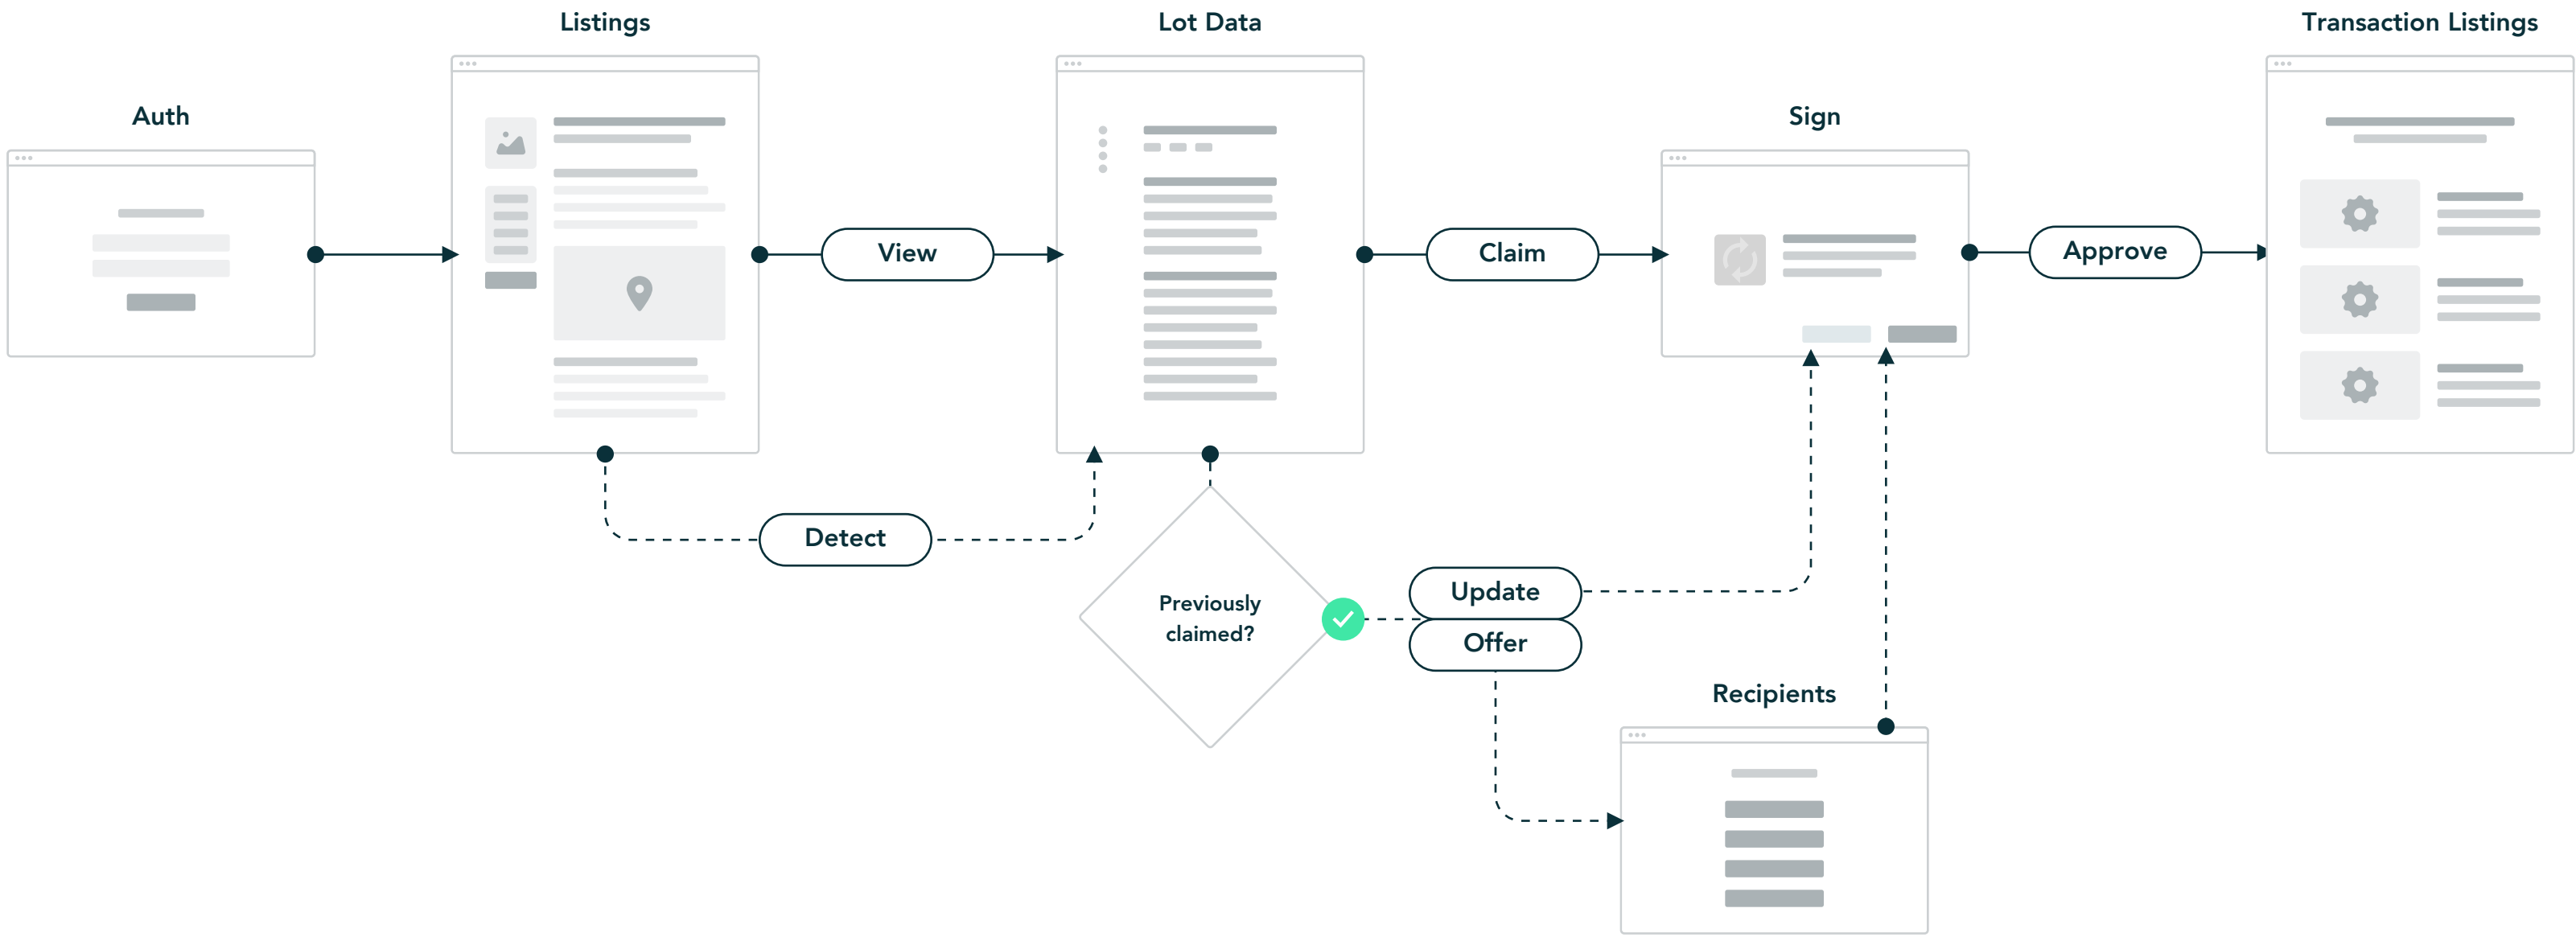 Listings
Lot Data
Transaction Listings
Auth
Sign
View
Claim
Approve
Detect
Previously
claimed?
Update
Offer
Recipients